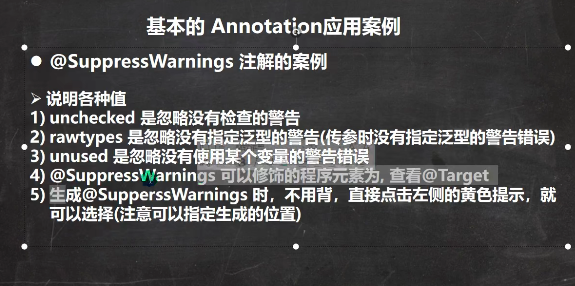 基本的 Annotation应用案例
● @SuppressWarnings 注解的案例
➢ 说明各种值
1) unchecked 是忽略没有检查的警告
2) rawtypes 是忽略没有指定泛型的警告(传参时没有指定泛型的警告错误)
3) unused 是忽略没有使用某个变量的警告错误
4) @SuppressWarnings 可以修饰的程序元素为, 查看@Target
5) 生成@SupperssWarnings 时，不用背，直接点击左侧的黄色提示，就
可以选择(注意可以指定生成的位置)